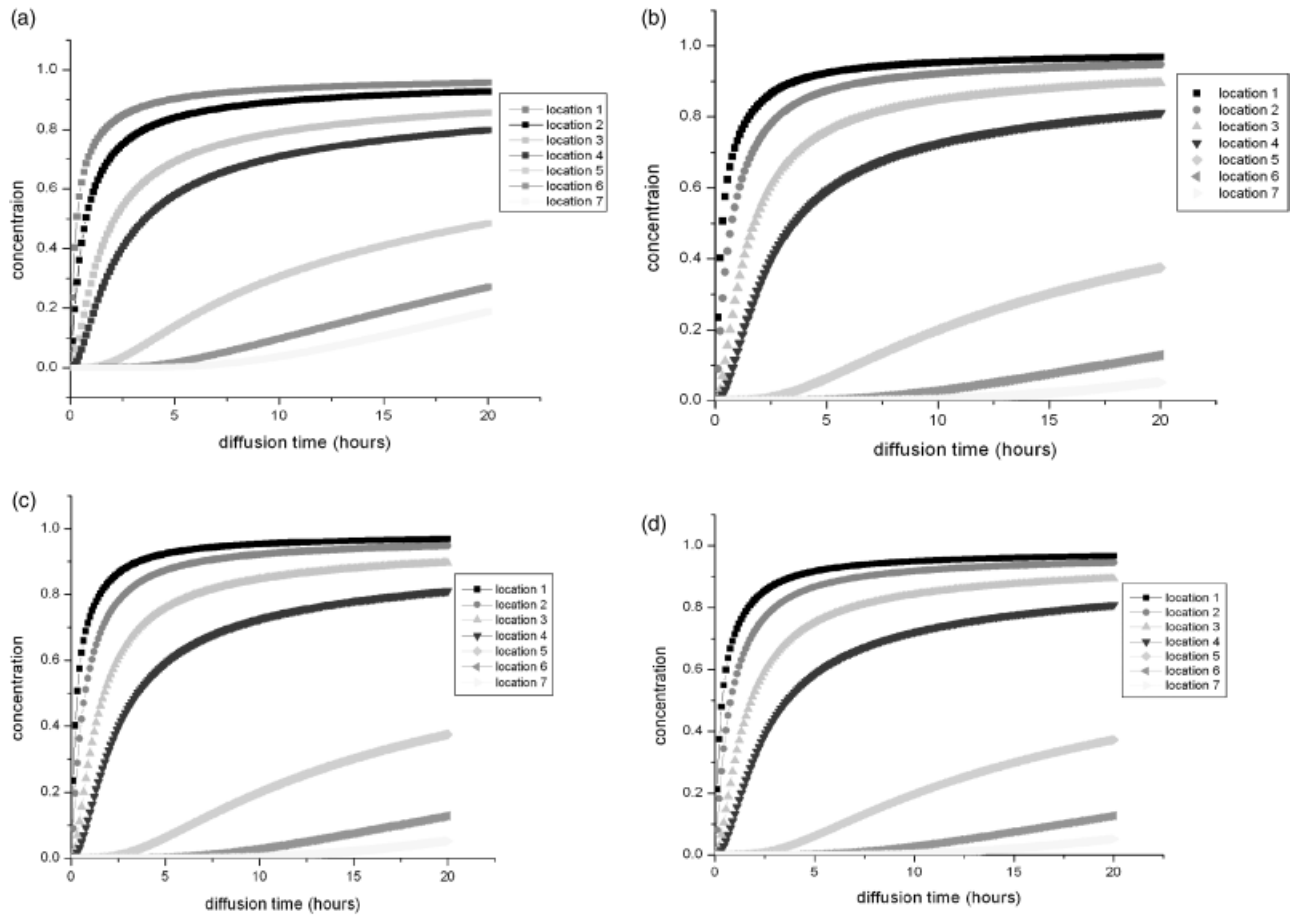 (a)
1.0
0.8
0.6
0.4
0.2
0.0
concentration
0
5
10
15
20
diffusion time (hours)
location 1
location 2
location 3
location 4
location 5
location 6
location 7
(b)
1.0
0.8
0.6
0.4
0.2
0.0
concentraion
0
5
10
15
20
diffusion time (hours)
location 1
location 2
location 3
location 4
location 5
location 6
location 7
(c)
1.0
0.8
0.6
0.4
0.2
0.0
concentration
0
5
10
15
20
diffusion time (hours)
location 1
location 2
location 3
location 4
location 5
location 6
location 7
(d)
1.0
0.8
0.6
0.4
0.2
0.0
concentration
0
5
10
15
20
diffusion time (hours)
location 1
location 2
location 3
location 4
location 5
location 6
location 7